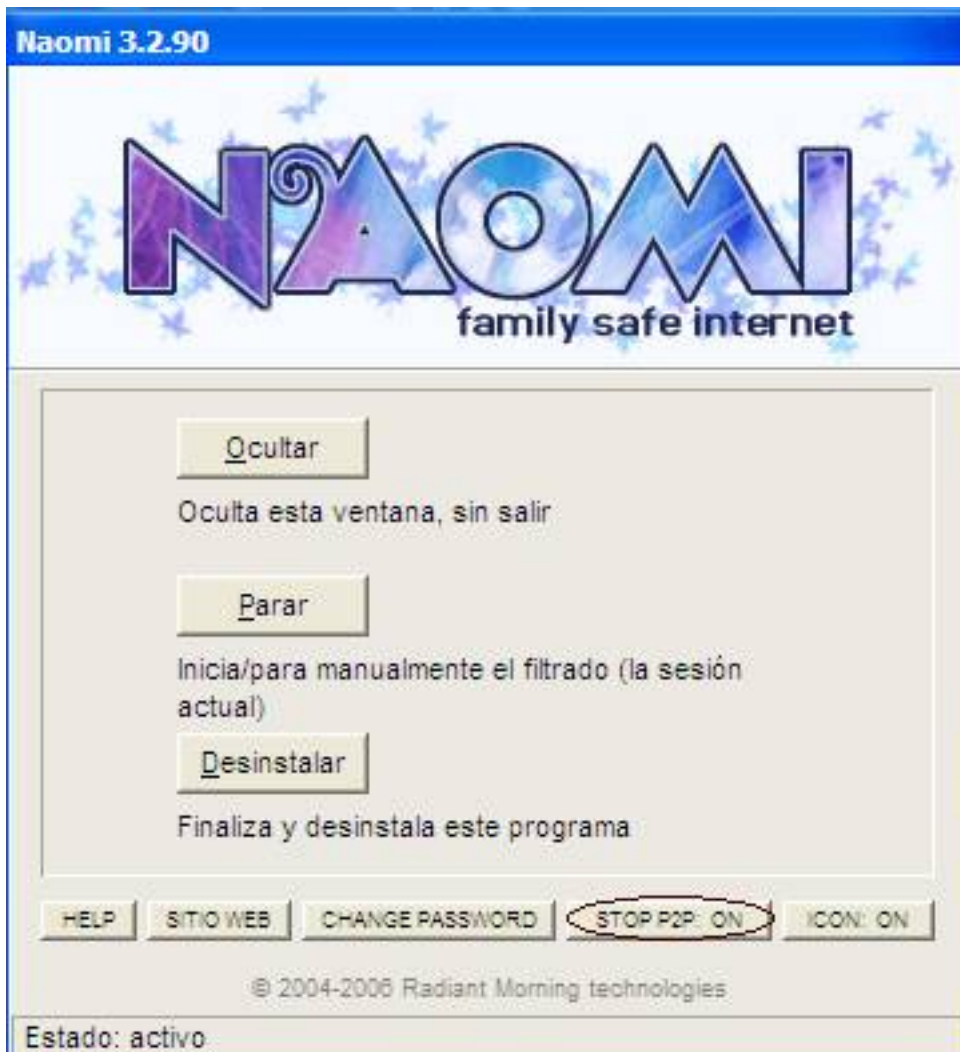 Naomi 3.2.90
NAOMI
family safe internet
Ocultar
Oculta esta ventana, sin salir
Parar
Inicia/para manualmente el filtrado (la sesión
actual)
Desinstalar
Finaliza y desinstala este programa
HELP SITIO WEB CHANGE PASSWORD STOP P2P: ON ICON: ON
© 2004-2006 Radiant Morning technologies
Estado: activo